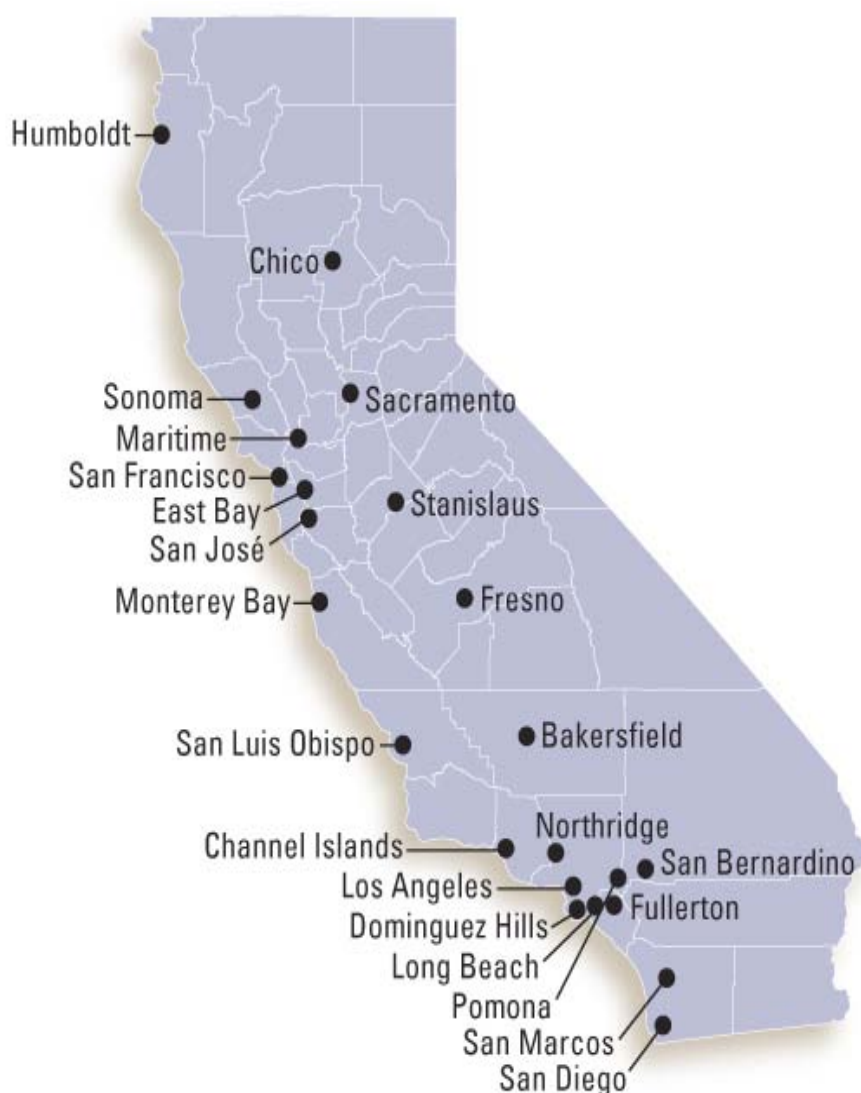 Humboldt
Chico
Sonoma
Sacramento
Maritime
San Francisco
East Bay
Stanislaus
San José
Monterey Bay
Fresno
San Luis Obispo
Bakersfield
Northridge
Channel Islands
San Bernardino
Los Angeles
Fullerton
Dominguez Hills
Long Beach
Pomona
San Marcos
San Diego